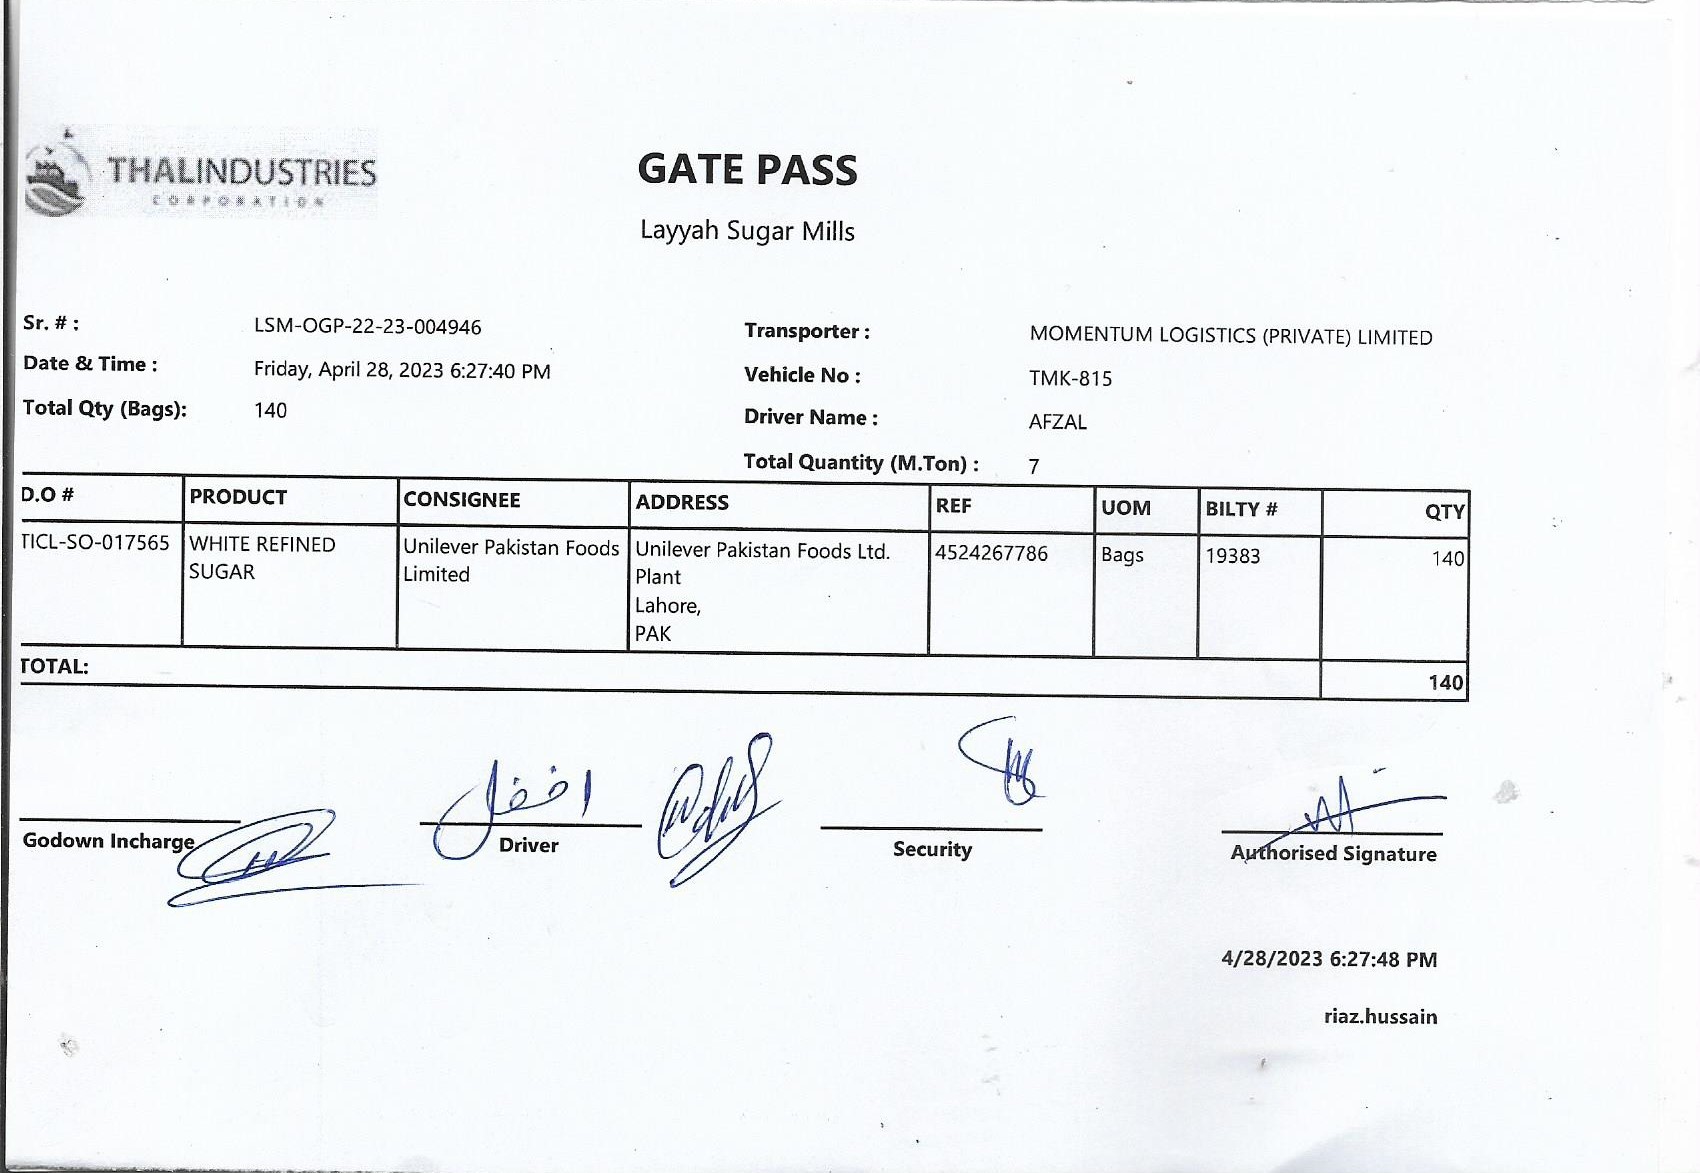 THALINDUSTRIES
CORPORATION
GATE PASS
Layyah Sugar Mills
Sr. # : LSM-OGP-22-23-004946
Date & Time : Friday, April 28, 2023 6:27:40 PM
Total Qty (Bags): 140
Transporter : MOMENTUM LOGISTICS (PRIVATE) LIMITED
Vehicle No : TMK-815
Driver Name : AFZAL
Total Quantity (M.Ton) : 7
D.O # PRODUCT CONSIGNEE ADDRESS REF UOM BILTY # QTY
TICL-SO-017565 WHITE REFINED Unilever Pakistan Foods Unilever Pakistan Foods Ltd. 4524267786 Bags 19383 140
SUGAR Limited Plant
Lahore,
PAK
TOTAL: 140
Godown Incharge
Driver
Security
Authorised Signature
4/28/2023 6:27:48 PM
riaz.hussain